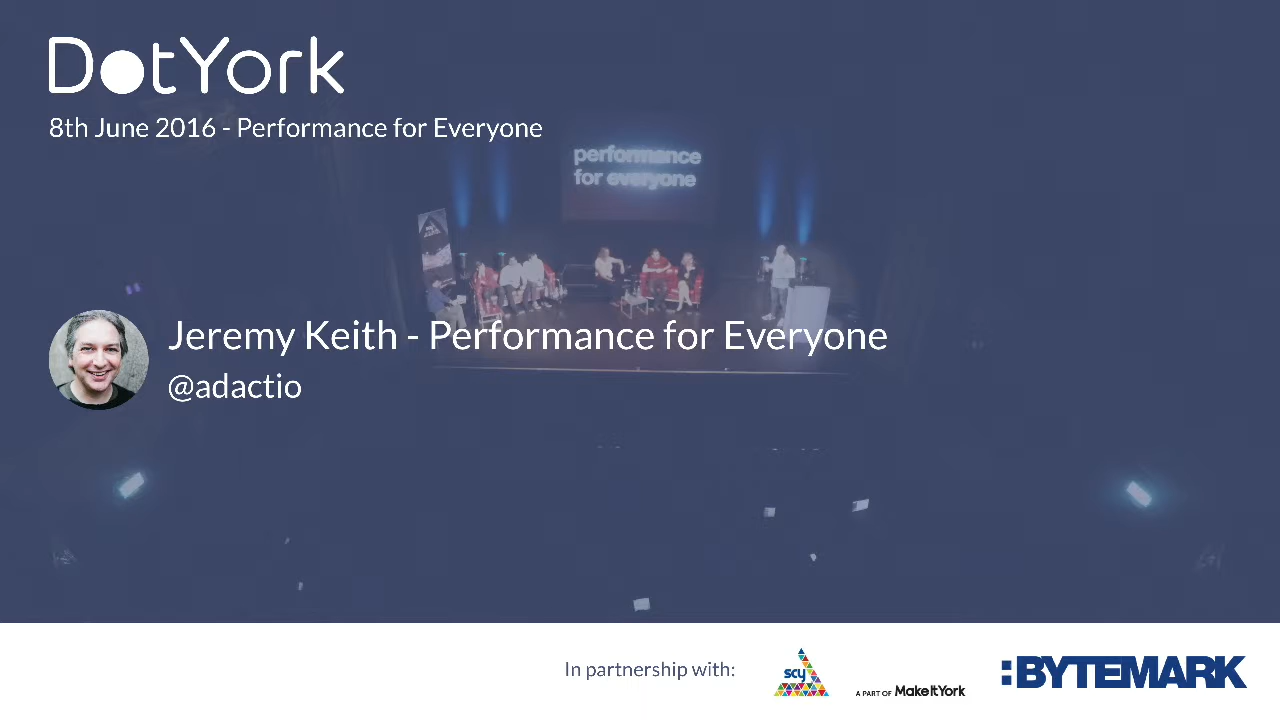 DotYork
8th June 2016 - Performance for Everyone
performance
for everyone
Jeremy Keith - Performance for Everyone
@adactio
In partnership with:
scy
A PART OF MakeItYork
:BYTEMARK